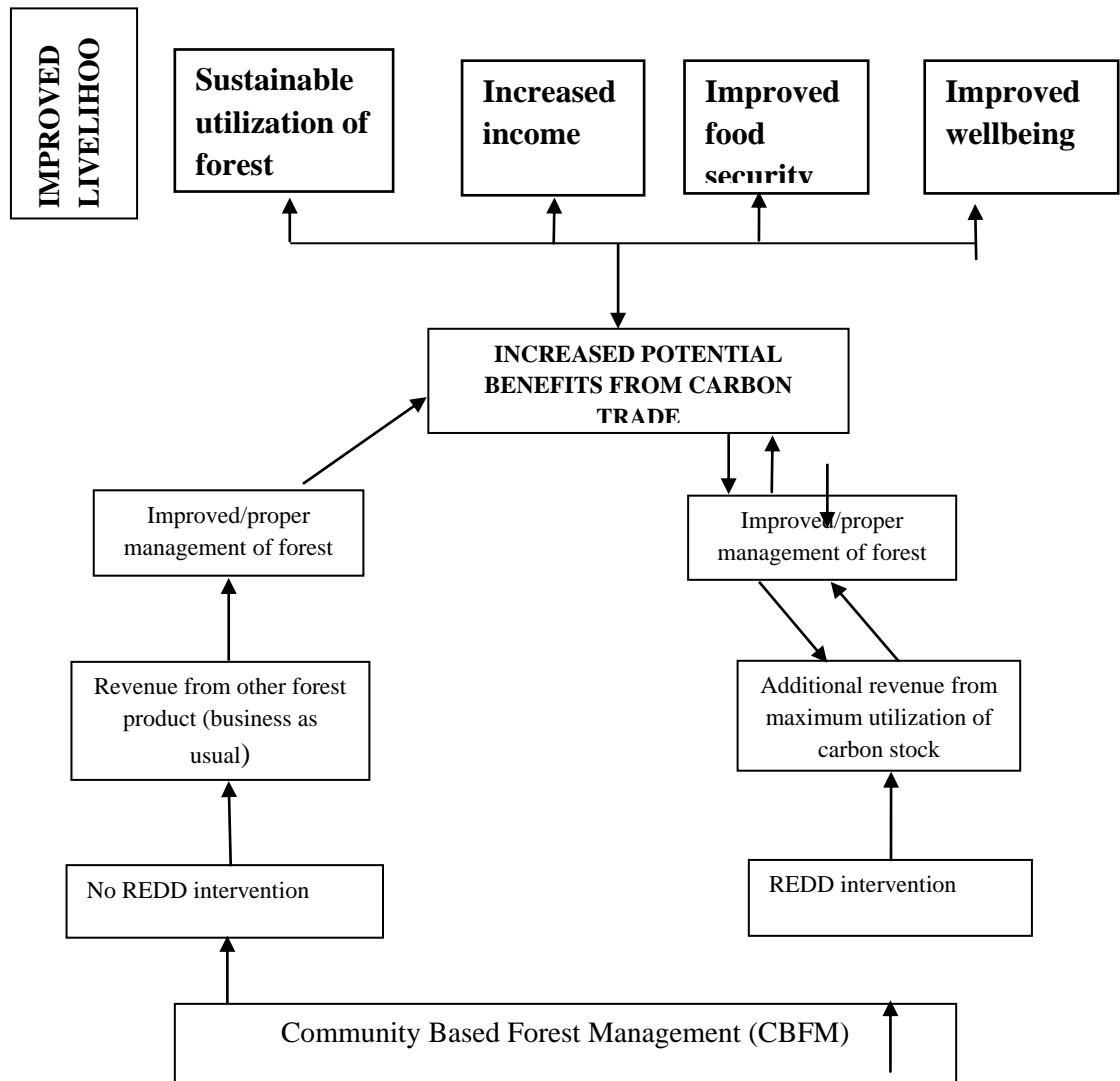 IMPROVED
LIVELIHOO
Sustainable
utilization of
forest
Increased
income
Improved
food
security
Improved
wellbeing
INCREASED POTENTIAL
BENEFITS FROM CARBON
TRADE
Improved/proper
management of forest
Improved/proper
management of forest
Revenue from other forest
product (business as
usual)
Additional revenue from
maximum utilization of
carbon stock
No REDD intervention
REDD intervention
Community Based Forest Management (CBFM)